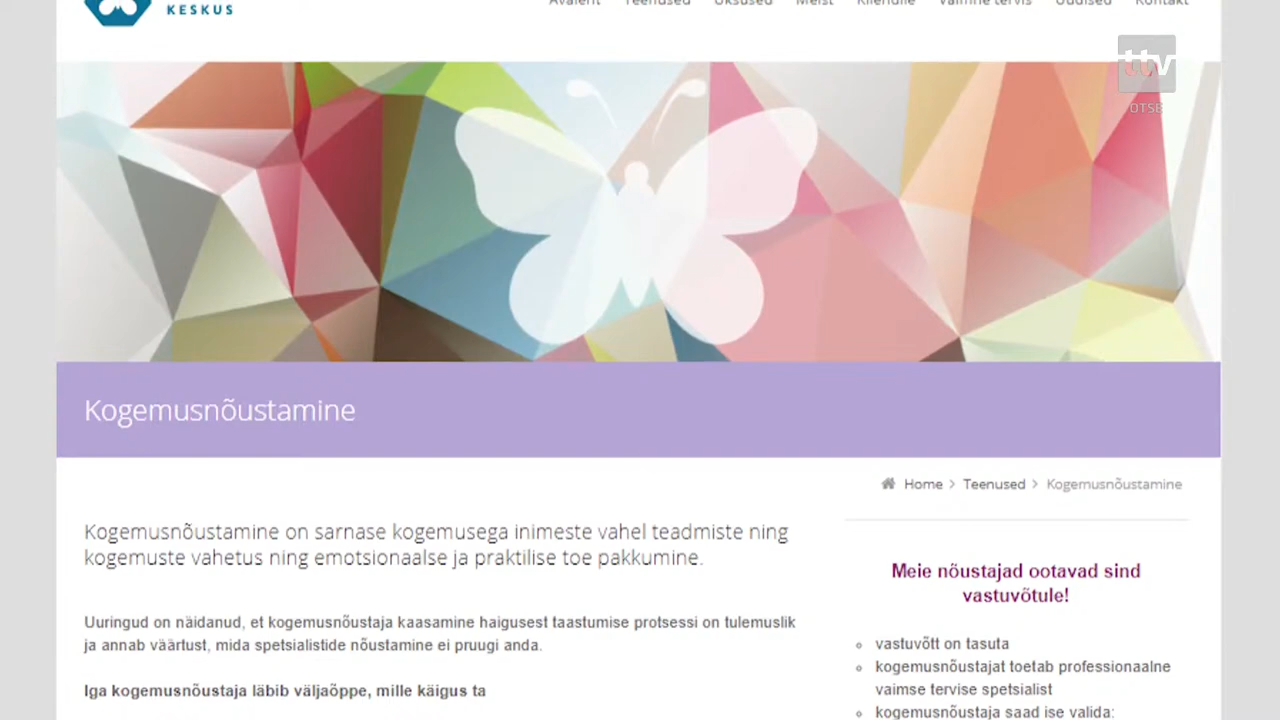 KESKUS
Avaleht Teenused Üksused Meist Kliendile Vaimne tervis Uudised Kontakt
ttv
OTSE
Kogemusnõustamine
Home > Teenused > Kogemusnõustamine
Kogemusnõustamine on sarnase kogemusega inimeste vahel teadmiste ning
kogemuste vahetus ning emotsionaalse ja praktilise toe pakkumine.
Uuringud on näidanud, et kogemusnõustaja kaasamine haigusest taastumise protsessi on tulemuslik
ja annab väärtust, mida spetsialistide nõustamine ei pruugi anda.
Iga kogemusnõustaja läbib väljaõppe, mille käigus ta
Meie nõustajad ootavad sind
vastuvõtule!
vastuvõtt on tasuta
kogemusnõustajat toetab professionaalne
vaimse tervise spetsialist
kogemusnõustaja saad ise valida: